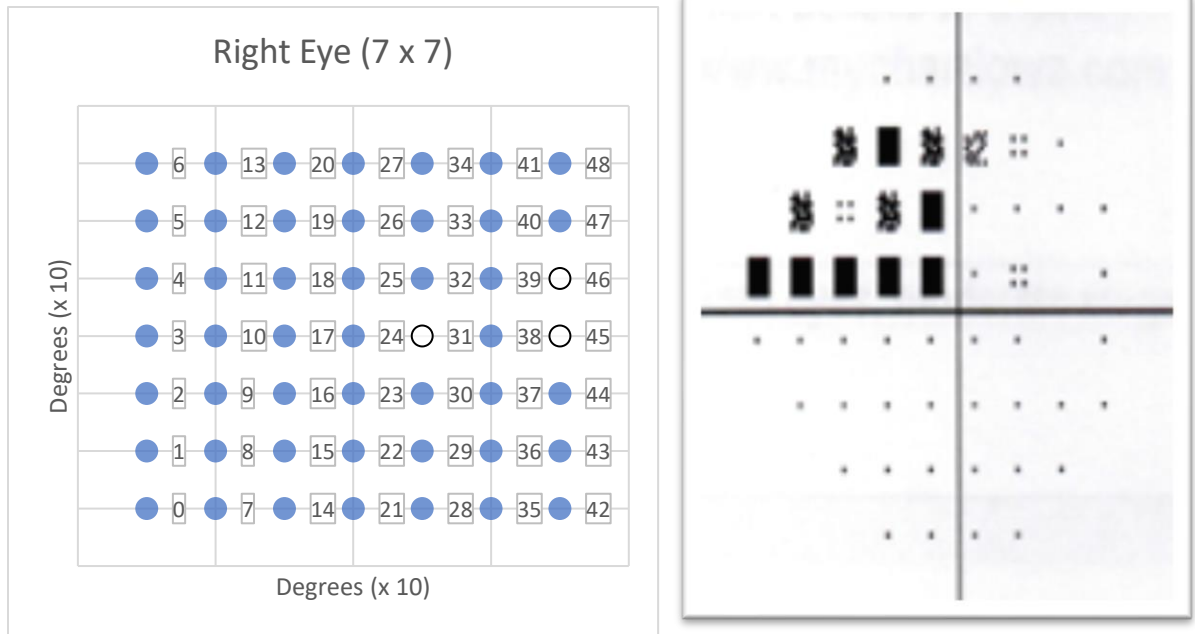 Right Eye (7 x 7)
6 13 20 27 34 41 48
5 12 19 26 33 40 47
4 11 18 25 32 39 46
3 10 17 24 31 38 45
2 9 16 23 30 37 44
1 8 15 22 29 36 43
0 7 14 21 28 35 42
Degrees (x 10)
Degrees (x 10)